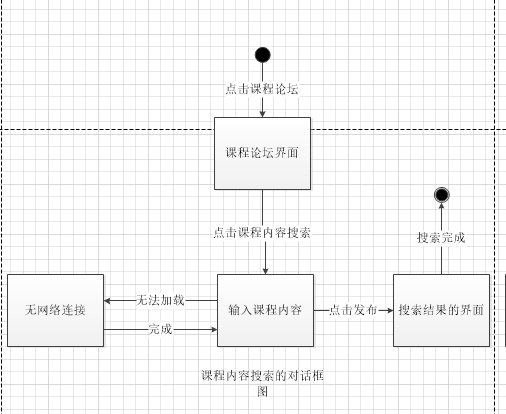 点击课程论坛
课程论坛界面
点击课程内容搜索
搜索完成
无网络连接
无法加载
完成
输入课程内容
点击发布
搜索结果的界面
课程内容搜索的对话框
图